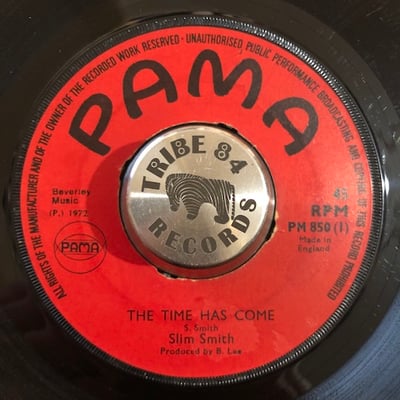 ALL RIGHTS OF THE MANUFACTURER AND OF THE OWNER OF THE RECORDED WORK RESERVED · UNAUTHORISED, PUBLIC PERFORMANCE BROADCASTING AND COPYING OF THIS RECORD PROHIBITED
PAMA
TRIBE 84
RECORDS
Beverley
Music
(P.) 1972
PAMA
45
RPM
PM 850 (1)
Made in
England
THE TIME HAS COME
S. Smith
Slim Smith
Produced by B. Lee